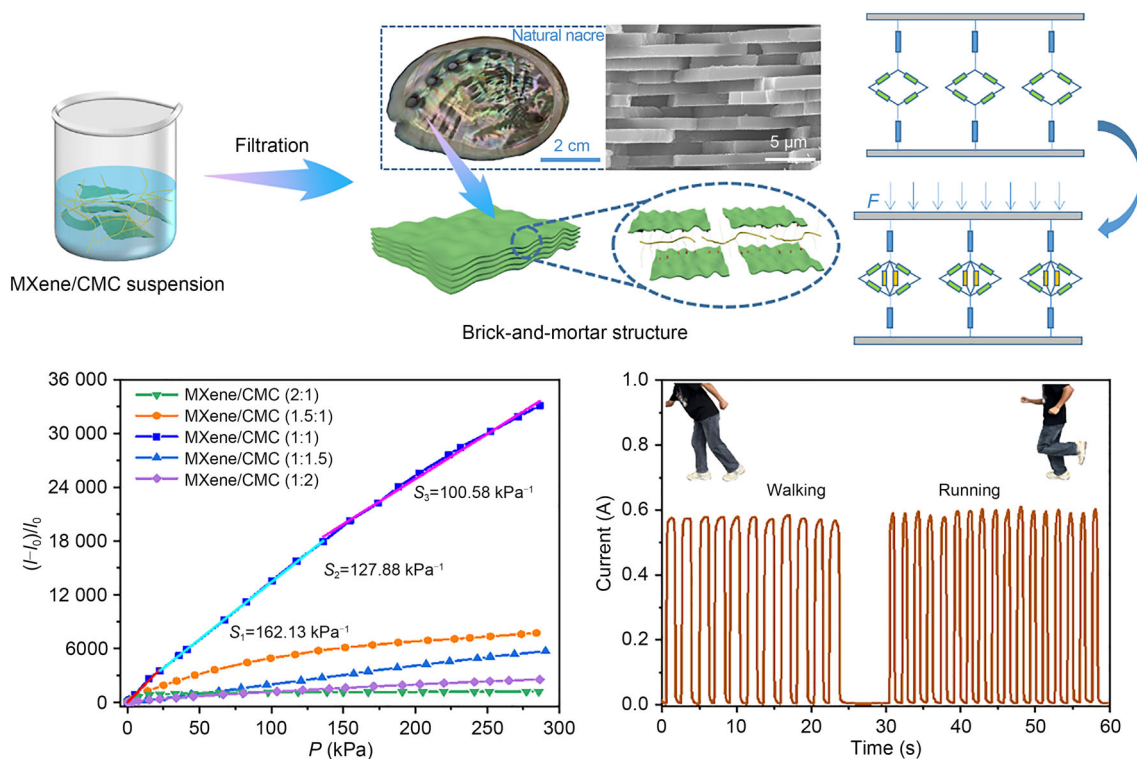 Natural nacre
2 cm
5 μm
Filtration
MXene/CMC suspension
Brick-and-mortar structure
F
36 000
30 000
24 000
18 000
12 000
6000
0
(I–I₀)/I₀
MXene/CMC (2:1)
MXene/CMC (1.5:1)
MXene/CMC (1:1)
MXene/CMC (1:1.5)
MXene/CMC (1:2)
S₃=100.58 kPa⁻¹
S₂=127.88 kPa⁻¹
S₁=162.13 kPa⁻¹
0 50 100 150 200 250 300
P (kPa)
1.0
0.8
0.6
0.4
0.2
0.0
Current (A)
Walking
Running
0 10 20 30 40 50 60
Time (s)